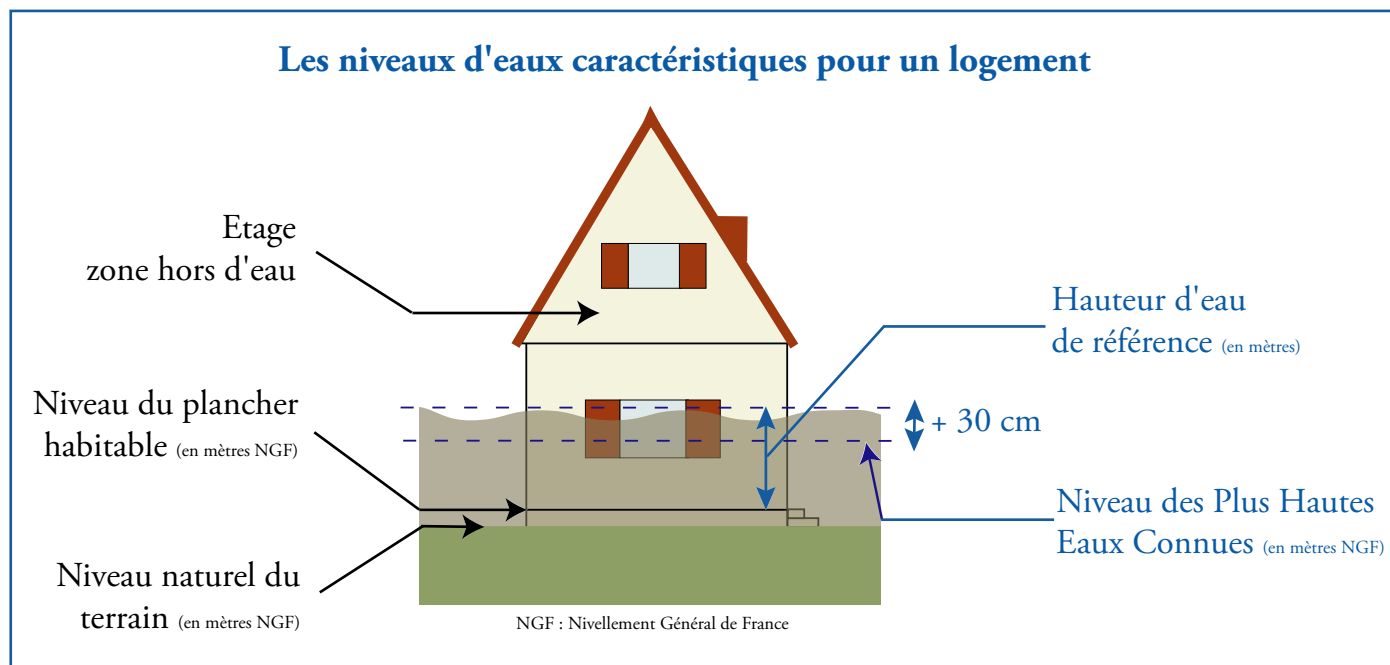 Les niveaux d'eaux caractéristiques pour un logement
Etage
zone hors d'eau
Hauteur d'eau
de référence (en mètres)
Niveau du plancher
habitable (en mètres NGF)
+ 30 cm
Niveau des Plus Hautes
Eaux Connues (en mètres NGF)
Niveau naturel du
terrain (en mètres NGF)
NGF : Nivellement Général de France